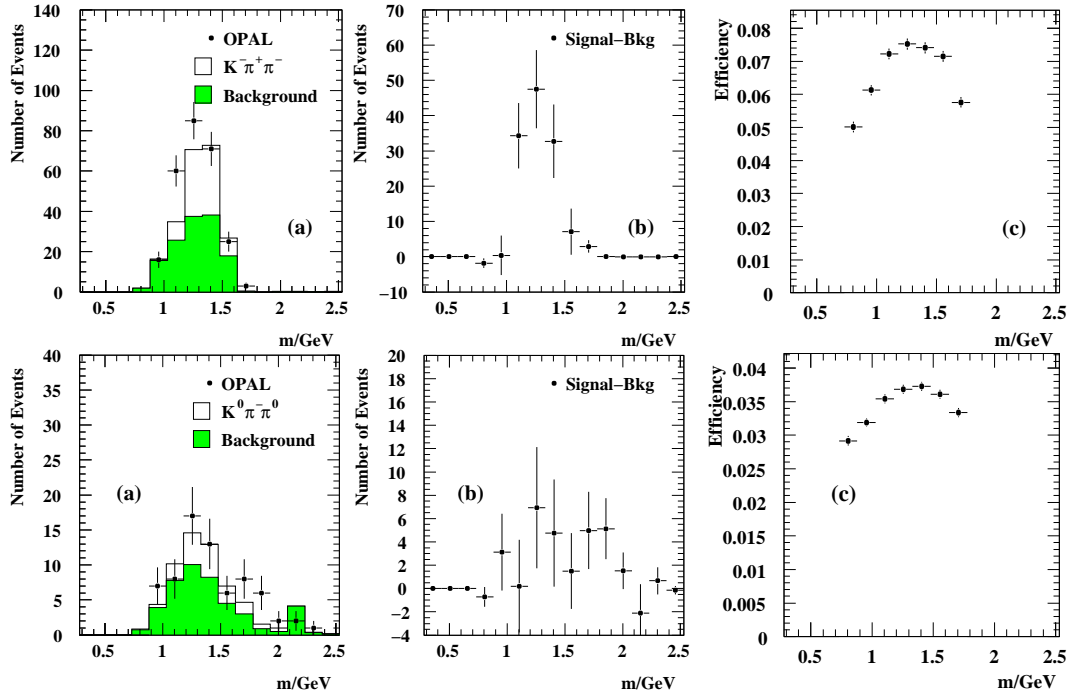 Number of Events
140
120
100
80
60
40
20
0
OPAL
K⁻π⁺π⁻
Background
(a)
0.5 1 1.5 2 2.5
m/GeV
Number of Events
70
60
50
40
30
20
10
0
−10
Signal−Bkg
(b)
0.5 1 1.5 2 2.5
m/GeV
Efficiency
0.08
0.07
0.06
0.05
0.04
0.03
0.02
0.01
0
(c)
0.5 1 1.5 2 2.5
m/GeV
Number of Events
40
35
30
25
20
15
10
5
0
OPAL
K⁰π⁻π⁰
Background
(a)
0.5 1 1.5 2 2.5
m/GeV
Number of Events
20
18
16
14
12
10
8
6
4
2
0
−2
−4
Signal−Bkg
(b)
0.5 1 1.5 2 2.5
m/GeV
Efficiency
0.04
0.035
0.03
0.025
0.02
0.015
0.01
0.005
0
(c)
0.5 1 1.5 2 2.5
m/GeV